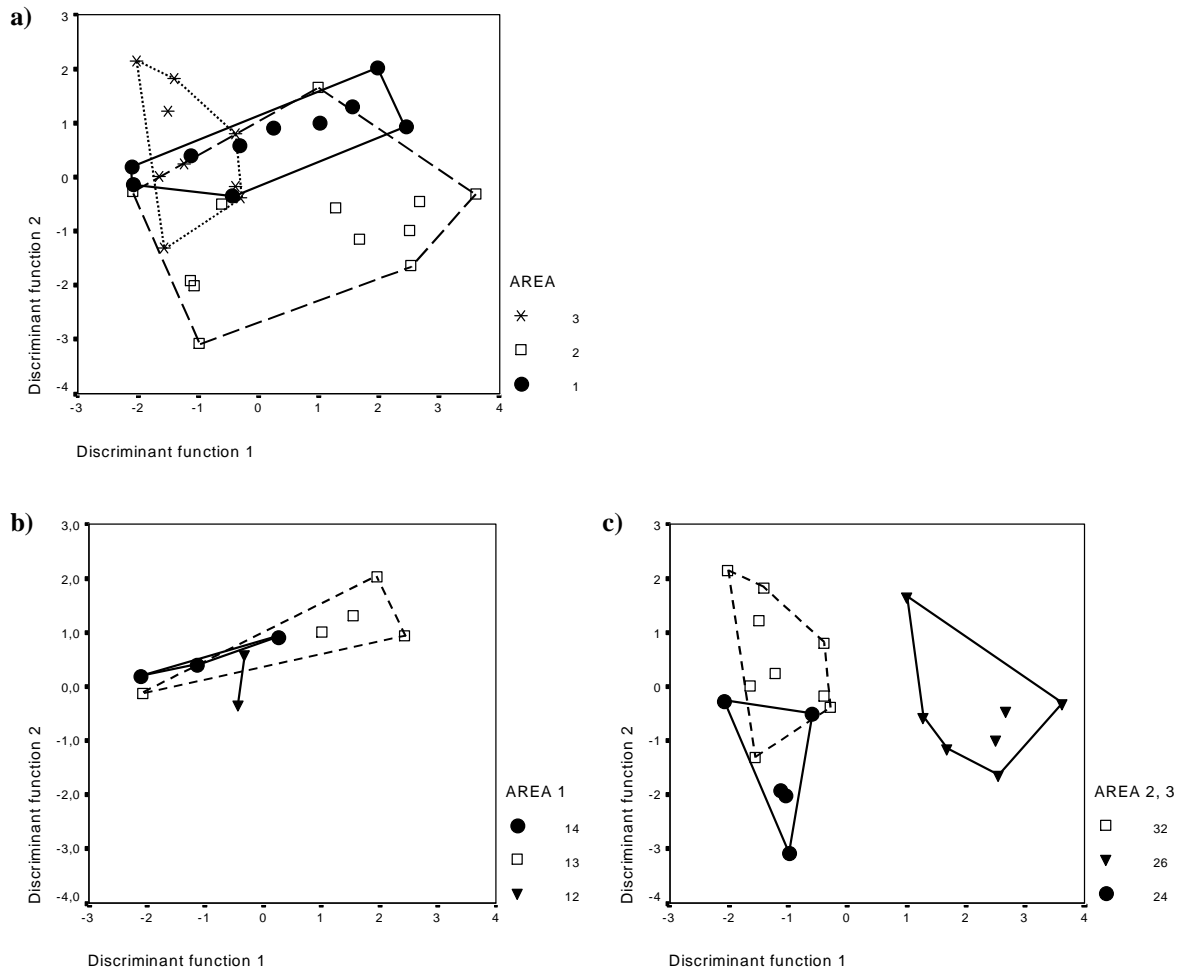 a)
3
2
1
0
-1
-2
-3
-4
Discriminant function 2
-3 -2 -1 0 1 2 3 4
Discriminant function 1
AREA
3
2
1
b)
3,0
2,0
1,0
0,0
-1,0
-2,0
-3,0
-4,0
Discriminant function 2
-3 -2 -1 0 1 2 3 4
Discriminant function 1
AREA 1
14
13
12
c)
3
2
1
0
-1
-2
-3
-4
Discriminant function 2
-3 -2 -1 0 1 2 3 4
Discriminant function 1
AREA 2, 3
32
26
24